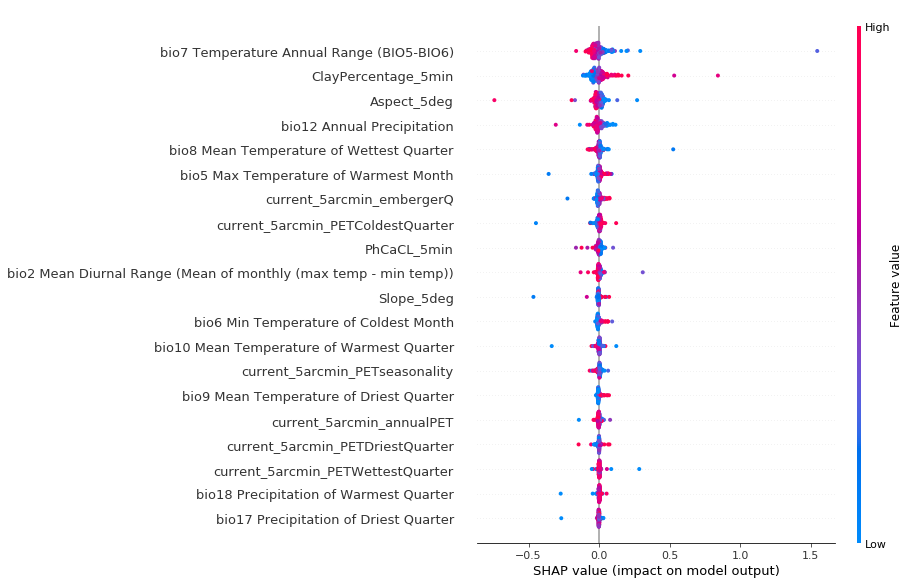 High
bio7 Temperature Annual Range (BIO5-BIO6)
ClayPercentage_5min
Aspect_5deg
bio12 Annual Precipitation
bio8 Mean Temperature of Wettest Quarter
bio5 Max Temperature of Warmest Month
current_5arcmin_embergerQ
current_5arcmin_PETColdestQuarter
PhCaCL_5min
bio2 Mean Diurnal Range (Mean of monthly (max temp - min temp))
Slope_5deg
bio6 Min Temperature of Coldest Month
bio10 Mean Temperature of Warmest Quarter
current_5arcmin_PETseasonality
bio9 Mean Temperature of Driest Quarter
current_5arcmin_annualPET
current_5arcmin_PETDriestQuarter
current_5arcmin_PETWettestQuarter
bio18 Precipitation of Warmest Quarter
bio17 Precipitation of Driest Quarter
Feature value
Low
−0.5 0.0 0.5 1.0 1.5
SHAP value (impact on model output)